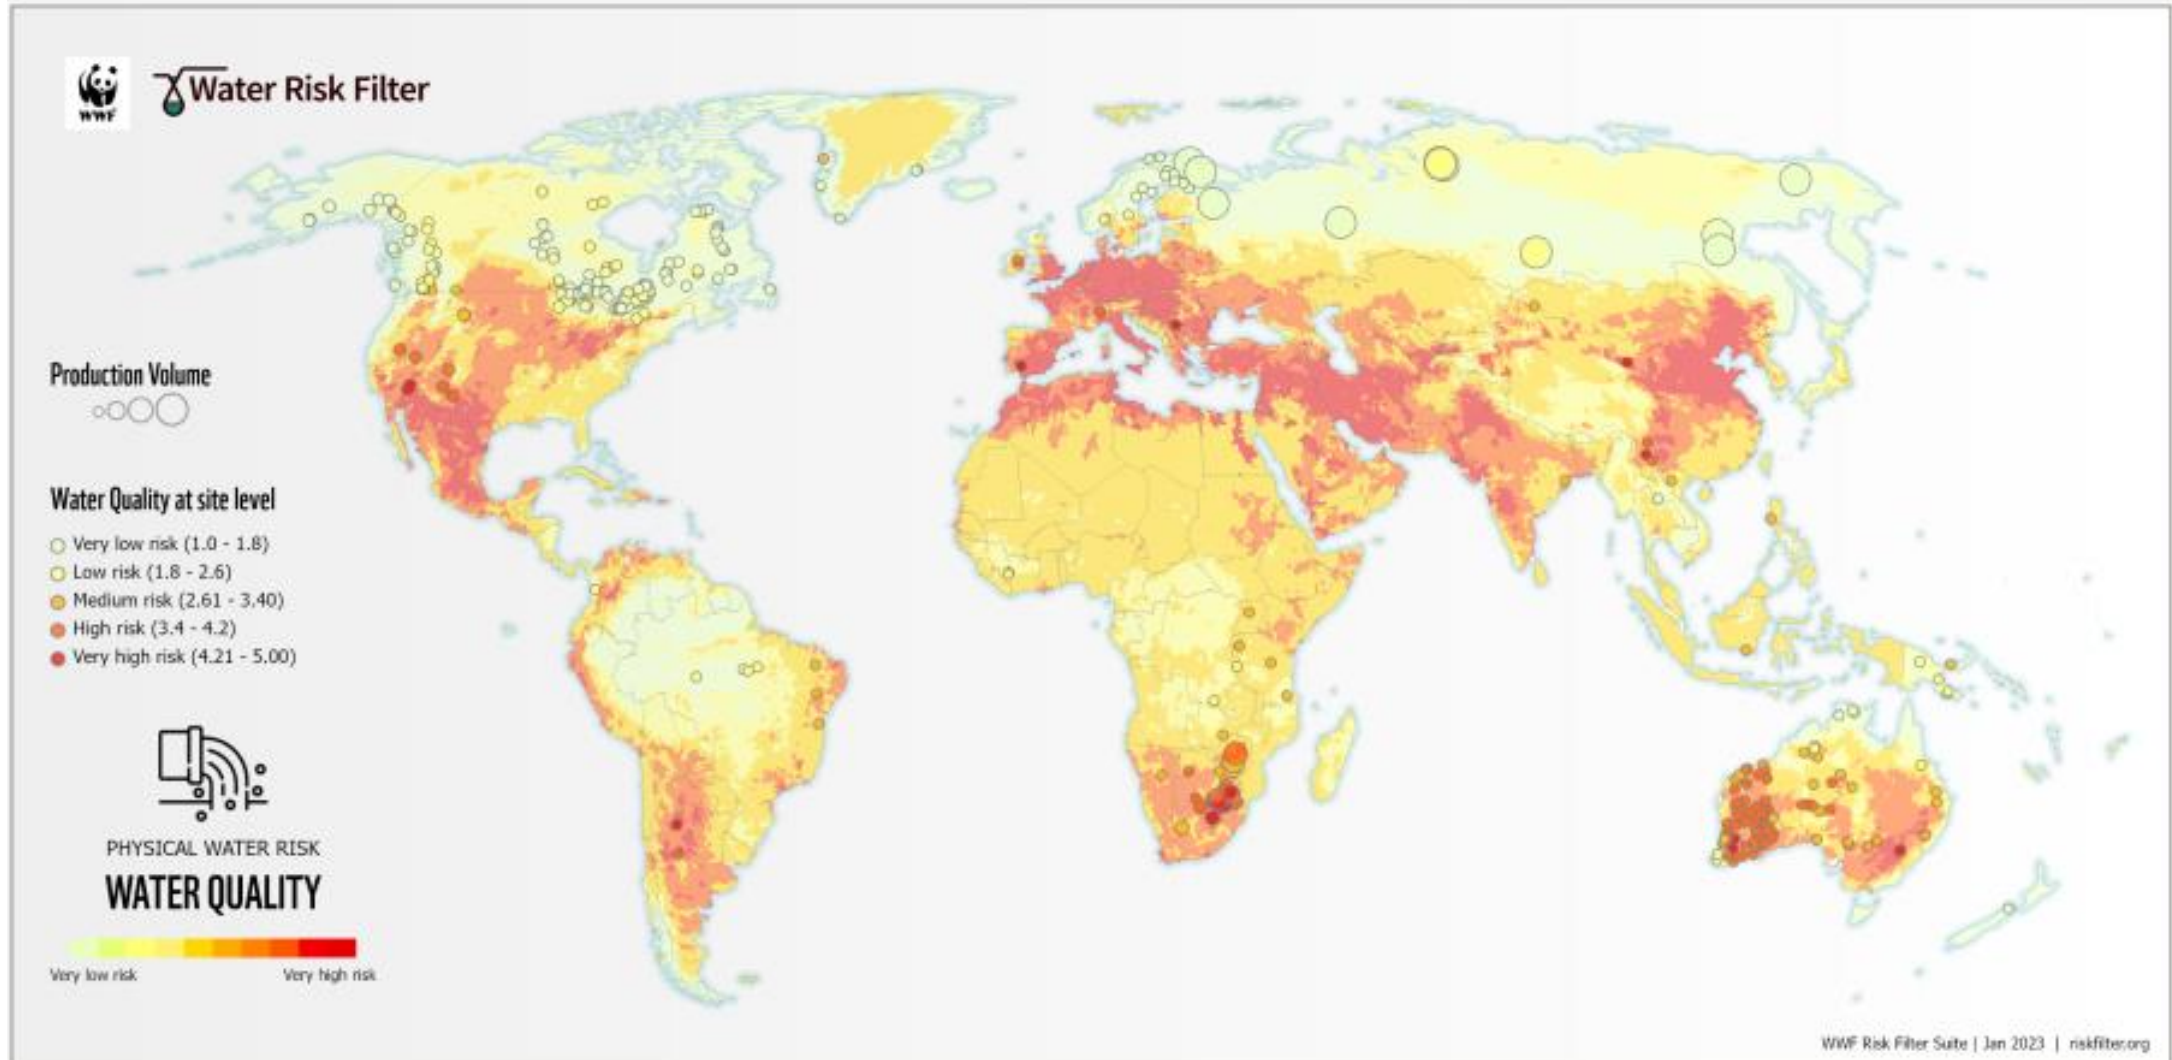 WWF
Water Risk Filter
Production Volume
Water Quality at site level
Very low risk (1.0 - 1.8)
Low risk (1.8 - 2.6)
Medium risk (2.61 - 3.40)
High risk (3.4 - 4.2)
Very high risk (4.21 - 5.00)
PHYSICAL WATER RISK
WATER QUALITY
Very low risk Very high risk
WWF Risk Filter Suite | Jan 2023 | riskfilter.org